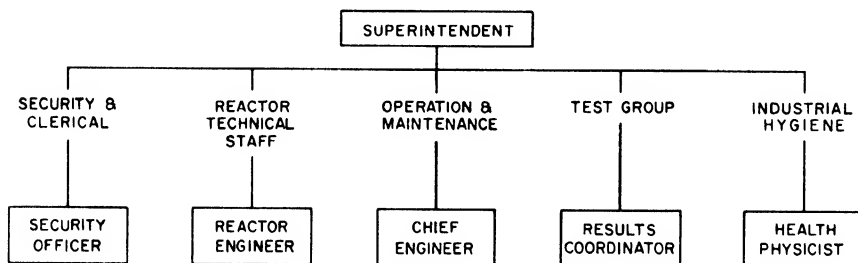 SUPERINTENDENT
SECURITY &
CLERICAL
REACTOR
TECHNICAL
STAFF
OPERATION &
MAINTENANCE
TEST GROUP
INDUSTRIAL
HYGIENE
SECURITY
OFFICER
REACTOR
ENGINEER
CHIEF
ENGINEER
RESULTS
COORDINATOR
HEALTH
PHYSICIST